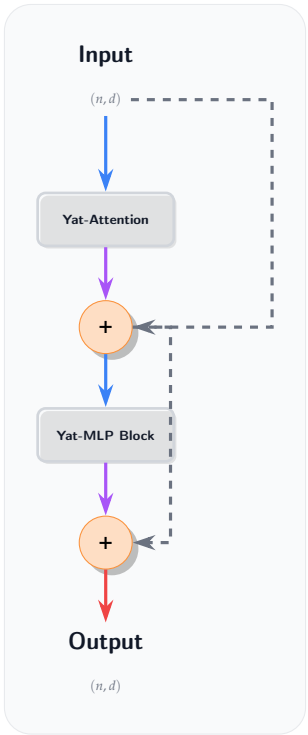 Input
(n, d)
Yat-Attention
+
Yat-MLP Block
+
Output
(n, d)